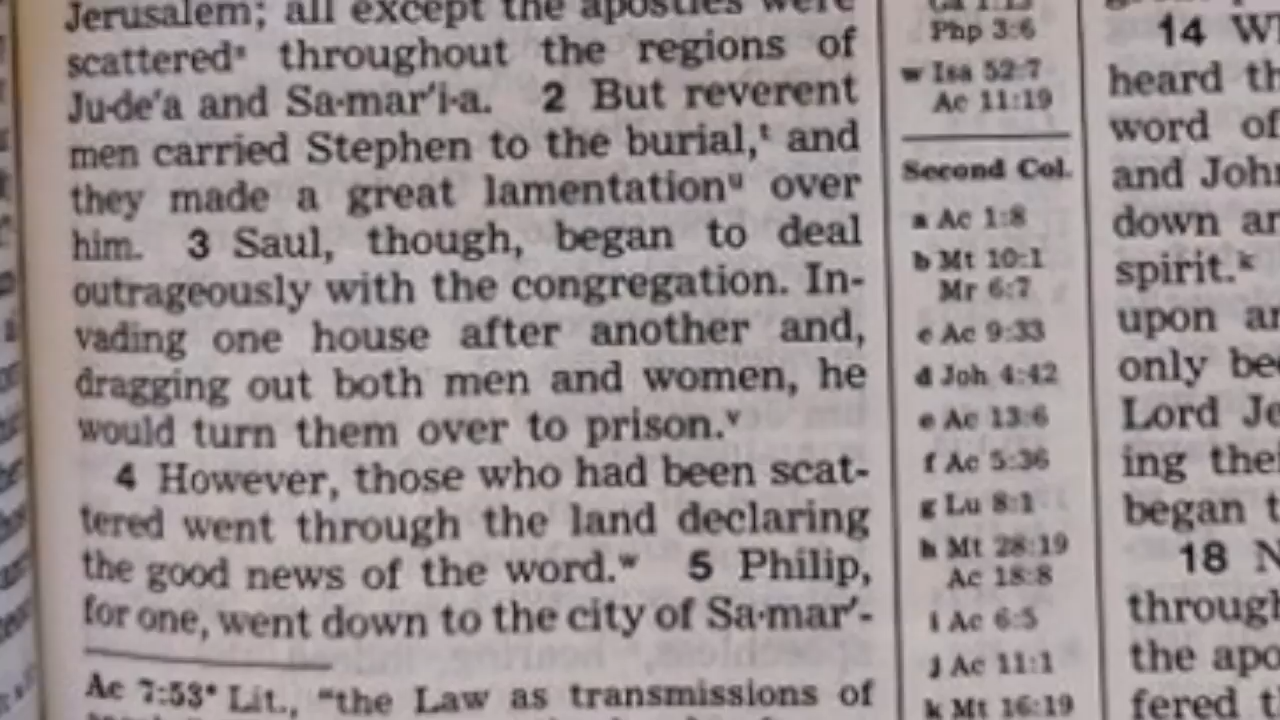 Jerusalem; all except the apostles were
scatteredˢ throughout the regions of
Ju·de′a and Sa·mar′i·a. 2 But reverent
men carried Stephen to the burial,ᵗ and
they made a great lamentationᵘ over
him. 3 Saul, though, began to deal
outrageously with the congregation. In-
vading one house after another and,
dragging out both men and women, he
would turn them over to prison.ᵛ
4 However, those who had been scat-
tered went through the land declaring
the good news of the word.ʷ 5 Philip,
for one, went down to the city of Sa·mar′-
Ac 7:53* Lit., “the Law as transmissions of
Php 3:6
w Isa 52:7
Ac 11:19
Second Col.
a Ac 1:8
b Mt 10:1
Mr 6:7
c Ac 9:33
d Joh 4:42
e Ac 13:6
f Ac 5:36
g Lu 8:1
h Mt 28:19
Ac 18:8
i Ac 6:5
j Ac 11:1
k Mt 16:19
14
heard
word of
and John
down
spirit.ᵏ
upon
only
Lord
ing
began
18
through
the
fered